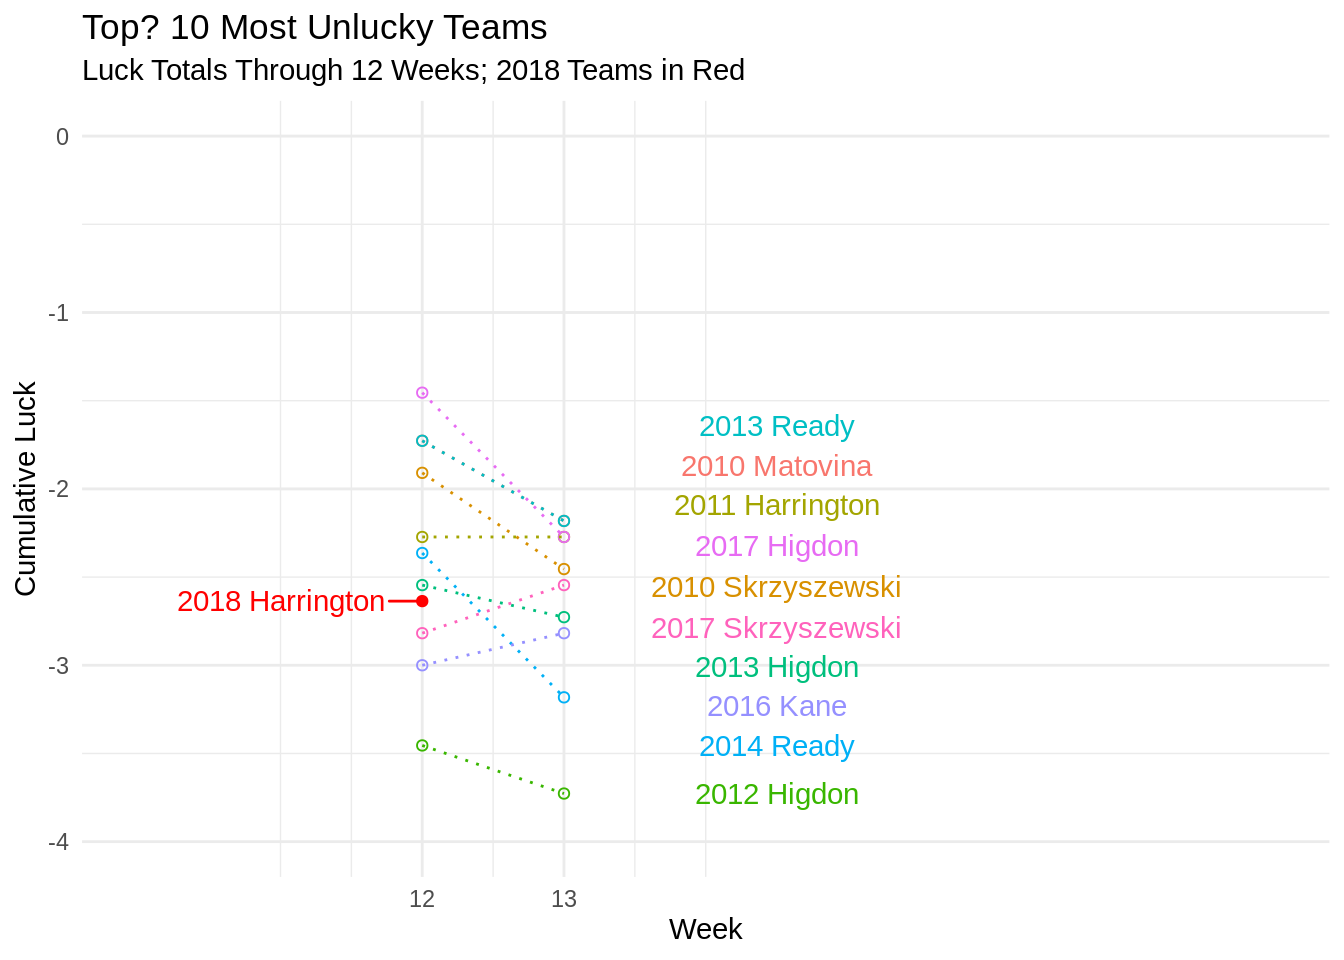 Top? 10 Most Unlucky Teams
Luck Totals Through 12 Weeks; 2018 Teams in Red
0
-1
-2
-3
-4
Cumulative Luck
2018 Harrington
2013 Ready
2010 Matovina
2011 Harrington
2017 Higdon
2010 Skrzyszewski
2017 Skrzyszewski
2013 Higdon
2016 Kane
2014 Ready
2012 Higdon
12 13
Week